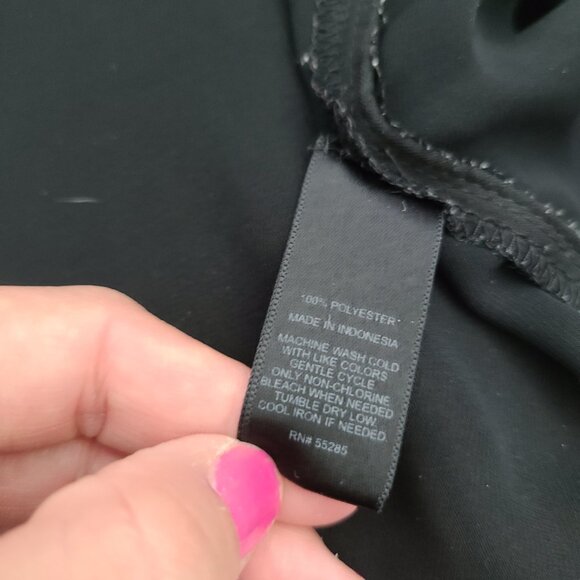 100% POLYESTER
MADE IN INDONESIA
MACHINE WASH COLD
WITH LIKE COLORS
GENTLE CYCLE
ONLY NON-CHLORINE
BLEACH WHEN NEEDED
TUMBLE DRY LOW
COOL IRON IF NEEDED
RN# 55285